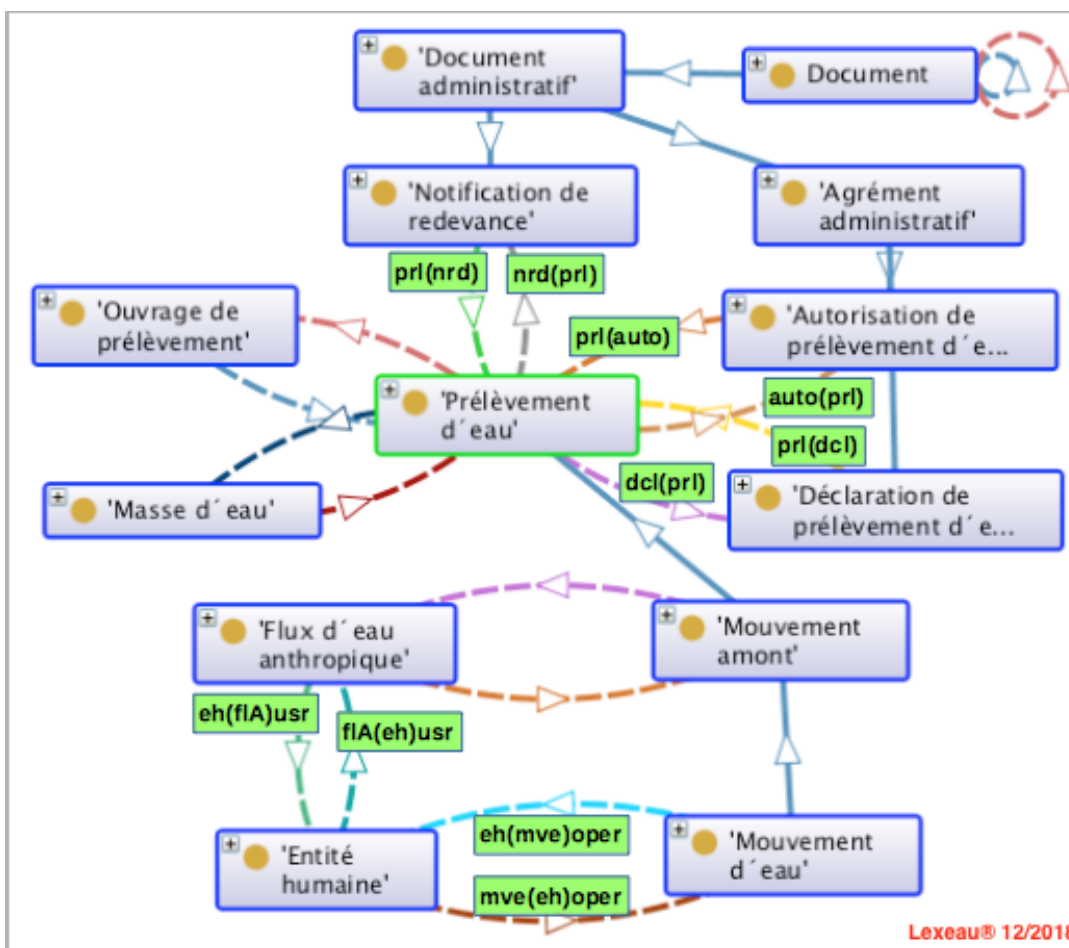 'Document
administratif'
Document
'Notification de
redevance'
'Agrément
administratif'
prl(nrd)
nrd(prl)
'Ouvrage de
prélèvement'
'Autorisation de
prélèvement d´e...
prl(auto)
'Prélèvement
d´eau'
auto(prl)
prl(dcl)
dcl(prl)
'Masse d´eau'
'Déclaration de
prélèvement d´e...
'Flux d´eau
anthropique'
'Mouvement
amont'
eh(flA)usr
flA(eh)usr
eh(mve)oper
'Entité
humaine'
'Mouvement
d´eau'
mve(eh)oper
Lexeau® 12/2018